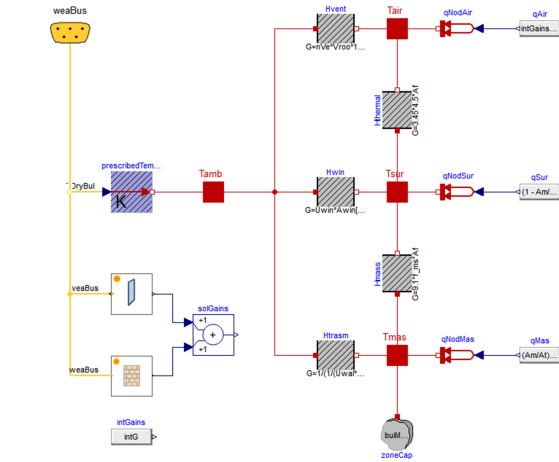 weaBus
Hvent
G=nVe*Vroo*1...
Tair
qNodAir
qAir
intGains...
Hthermal
G=3.45*4.5*Af
prescribedTem...
TDryBul
K
Tamb
Hwin
G=Uwin*Awin[...
Tsur
qNodSur
qSur
(1 - Am/...
Hmass
G=9.1*f_ms*Af
weaBus
solGains
+1
+
+1
Htrasm
G=1/(1/(Uwal*...
Tmas
qNodMas
qMas
(Am/At)...
weaBus
intGains
intG
buiM...
zoneCap